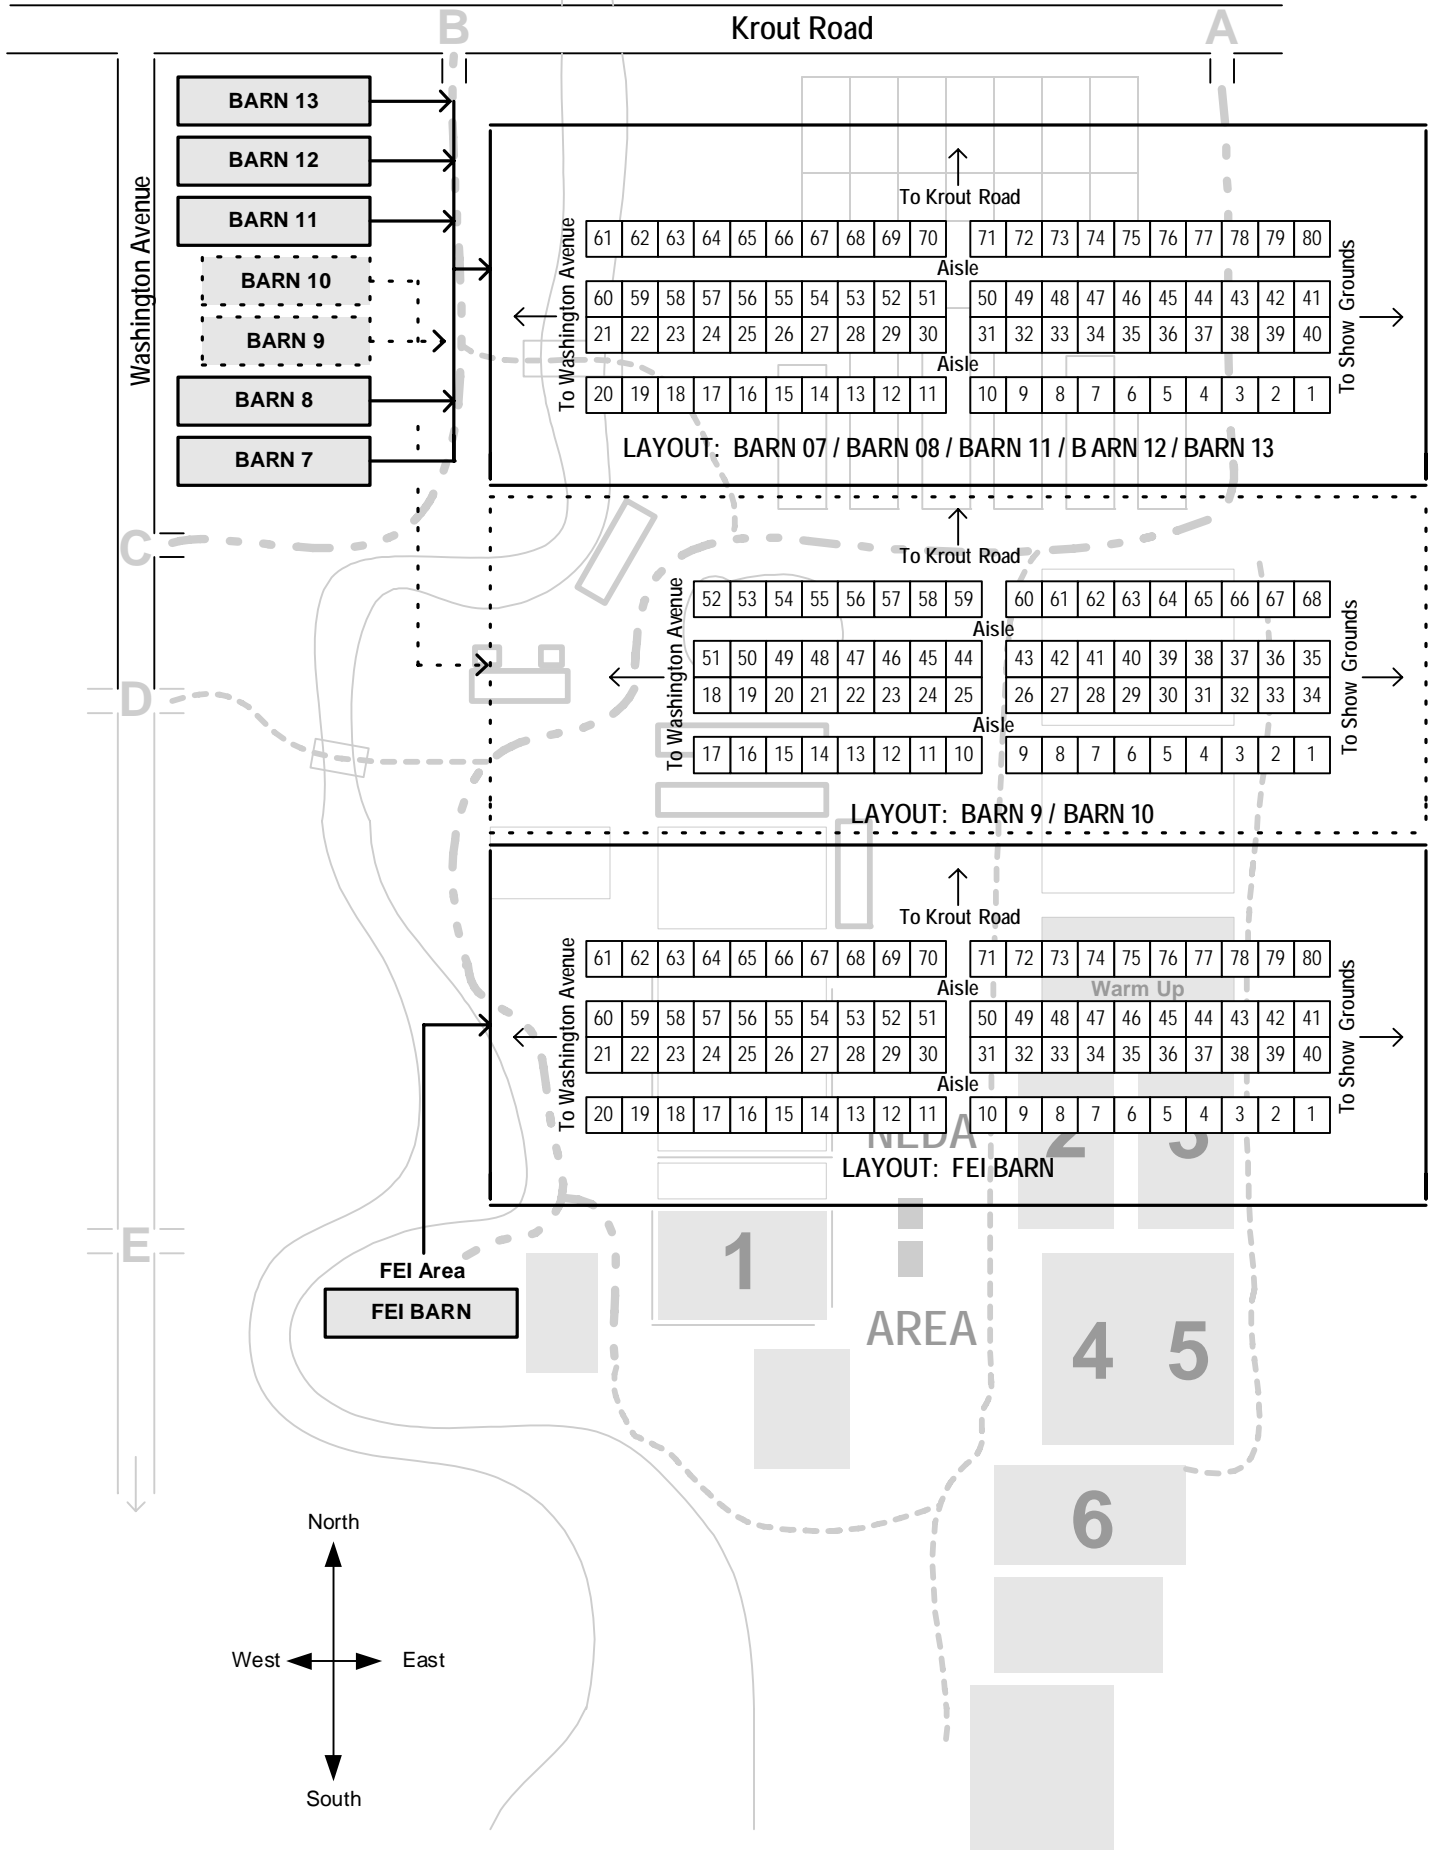 B
Krout Road
A
BARN 13
BARN 12
BARN 11
BARN 10
BARN 9
BARN 8
BARN 7
Washington Avenue
To Krout Road
To Washington Avenue
61 62 63 64 65 66 67 68 69 70 71 72 73 74 75 76 77 78 79 80
Aisle
60 59 58 57 56 55 54 53 52 51 50 49 48 47 46 45 44 43 42 41
21 22 23 24 25 26 27 28 29 30 31 32 33 34 35 36 37 38 39 40
Aisle
20 19 18 17 16 15 14 13 12 11 10 9 8 7 6 5 4 3 2 1
To Show Grounds
LAYOUT: BARN 07 / BARN 08 / BARN 11 / B ARN 12 / BARN 13
C
To Krout Road
To Washington Avenue
52 53 54 55 56 57 58 59 60 61 62 63 64 65 66 67 68
Aisle
51 50 49 48 47 46 45 44 43 42 41 40 39 38 37 36 35
18 19 20 21 22 23 24 25 26 27 28 29 30 31 32 33 34
Aisle
17 16 15 14 13 12 11 10 9 8 7 6 5 4 3 2 1
To Show Grounds
D
LAYOUT: BARN 9 / BARN 10
To Krout Road
To Washington Avenue
61 62 63 64 65 66 67 68 69 70 71 72 73 74 75 76 77 78 79 80
Aisle
Warm Up
60 59 58 57 56 55 54 53 52 51 50 49 48 47 46 45 44 43 42 41
21 22 23 24 25 26 27 28 29 30 31 32 33 34 35 36 37 38 39 40
Aisle
20 19 18 17 16 15 14 13 12 11 10 9 8 7 6 5 4 3 2 1
To Show Grounds
NEDA
2 3
LAYOUT: FEI BARN
E
FEI Area
FEI BARN
1
AREA
4 5
6
North
West
East
South